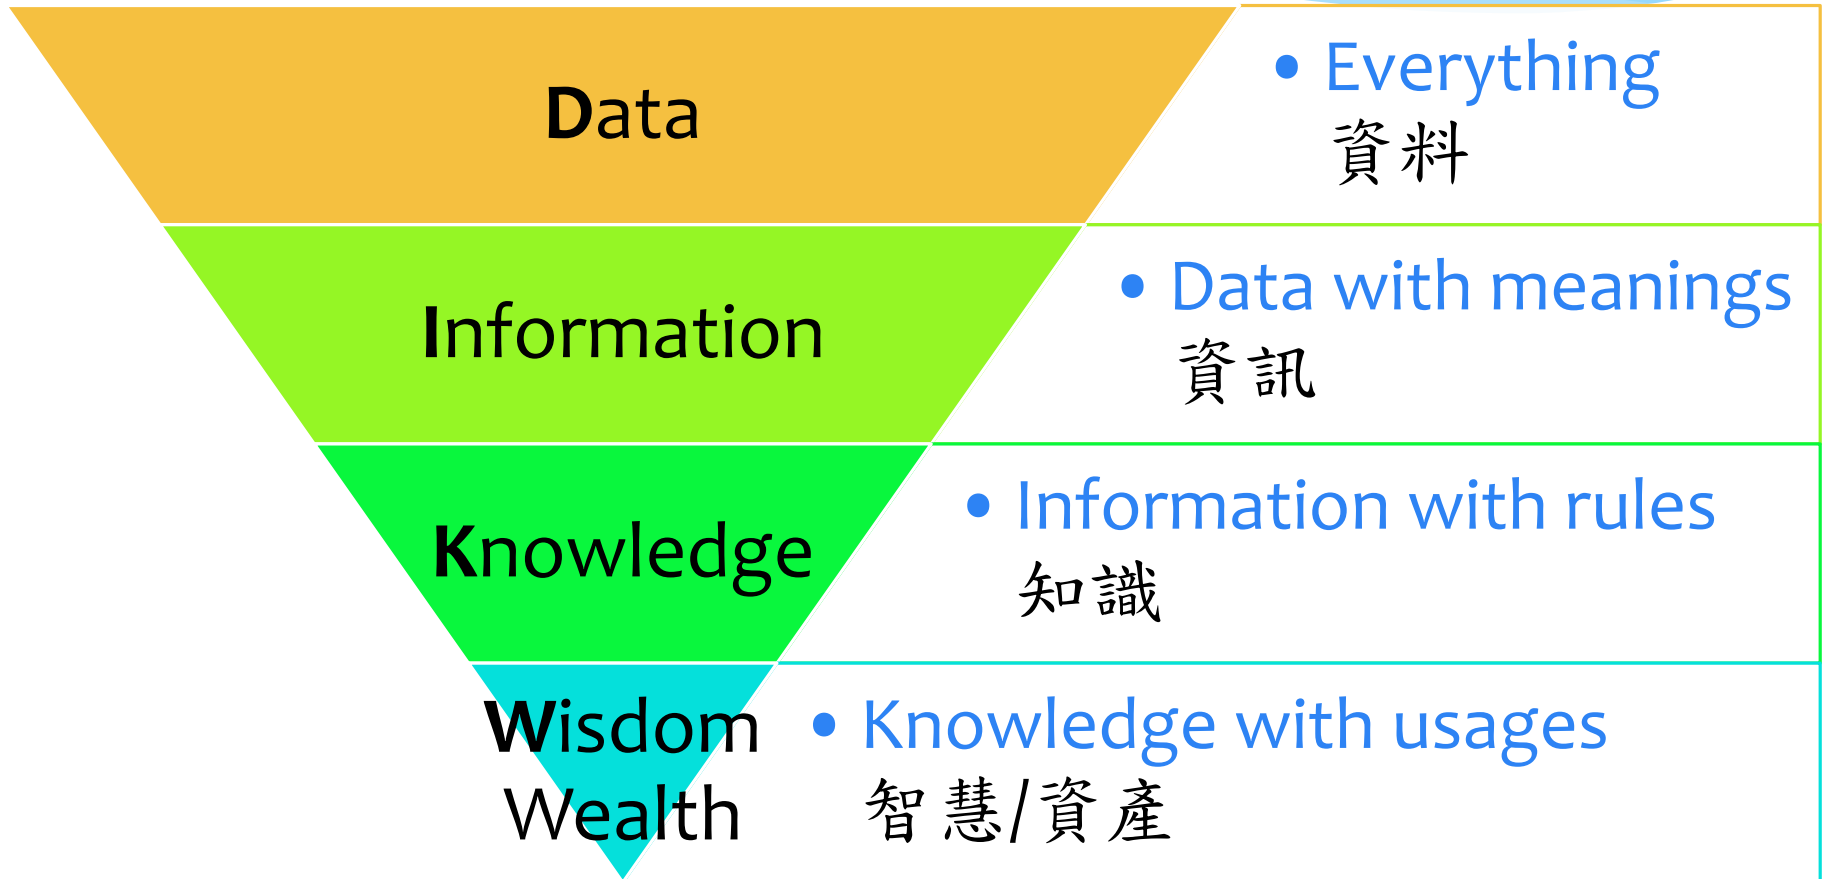 Data
• Everything
資料
Information
• Data with meanings
資訊
Knowledge
• Information with rules
知識
Wisdom
Wealth
• Knowledge with usages
智慧/資產